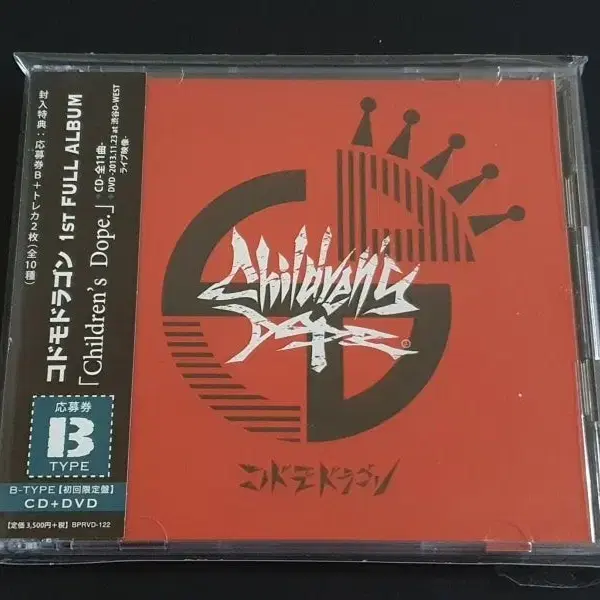 封入特典：応募券B＋トレカ2枚(全10種)
コドモドラゴン 1ST FULL ALBUM
「Children's Dope.」
・CD-全11曲-
・DVD-2013.11.23 at 渋谷O-WEST
ライブ映像-
応募券
B
TYPE
B-TYPE【初回限定盤】
CD+DVD
【定価 3,500円+税】 BPRVD-122
Children's
Dope
コドモドラゴン